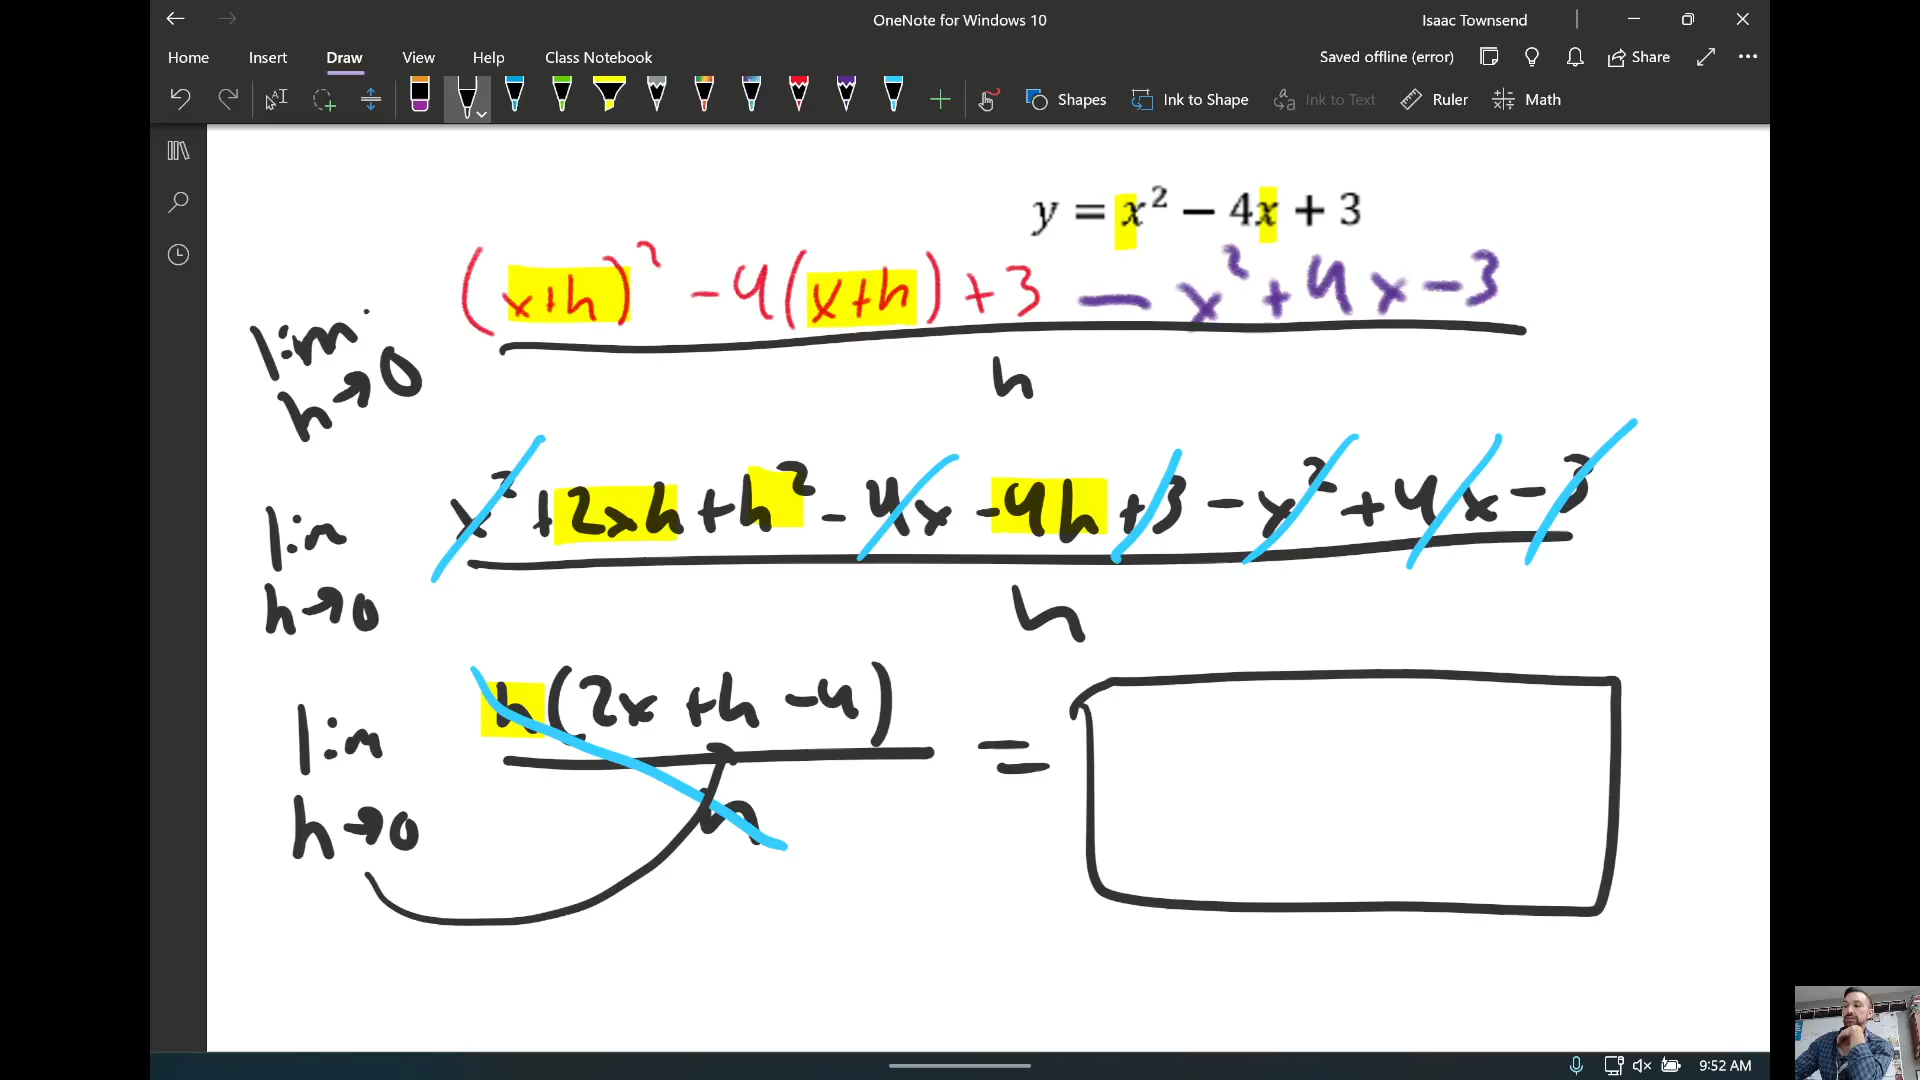 OneNote for Windows 10
Isaac Townsend
Home Insert Draw View Help Class Notebook
Saved offline (error) Share
Shapes Ink to Shape Ink to Text Ruler Math
y = x² − 4x + 3
lim h→0 (x+h)² - 4(x+h) + 3 - x² + 4x - 3
h
lim h→0 x² + 2xh + h² - 4x - 4h + 3 - x² + 4x - 3
h
lim h→0 h(2x + h - 4) =
h
9:52 AM